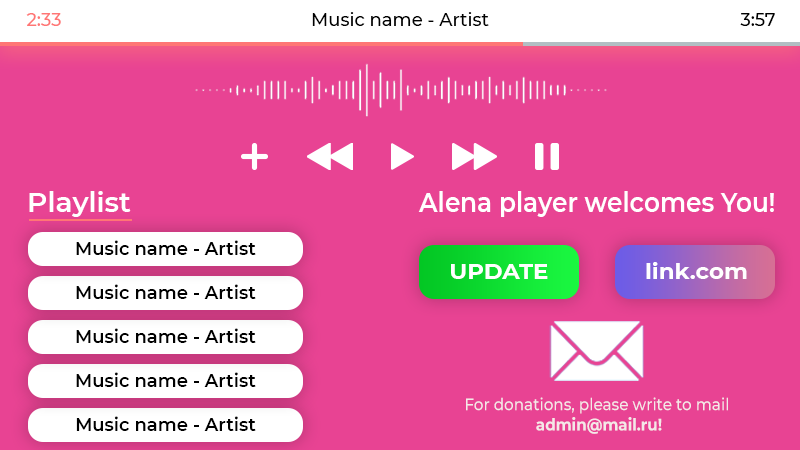 2:33
Music name - Artist
3:57
Playlist
Music name - Artist
Music name - Artist
Music name - Artist
Music name - Artist
Music name - Artist
Alena player welcomes You!
UPDATE
link.com
For donations, please write to mail
admin@mail.ru!